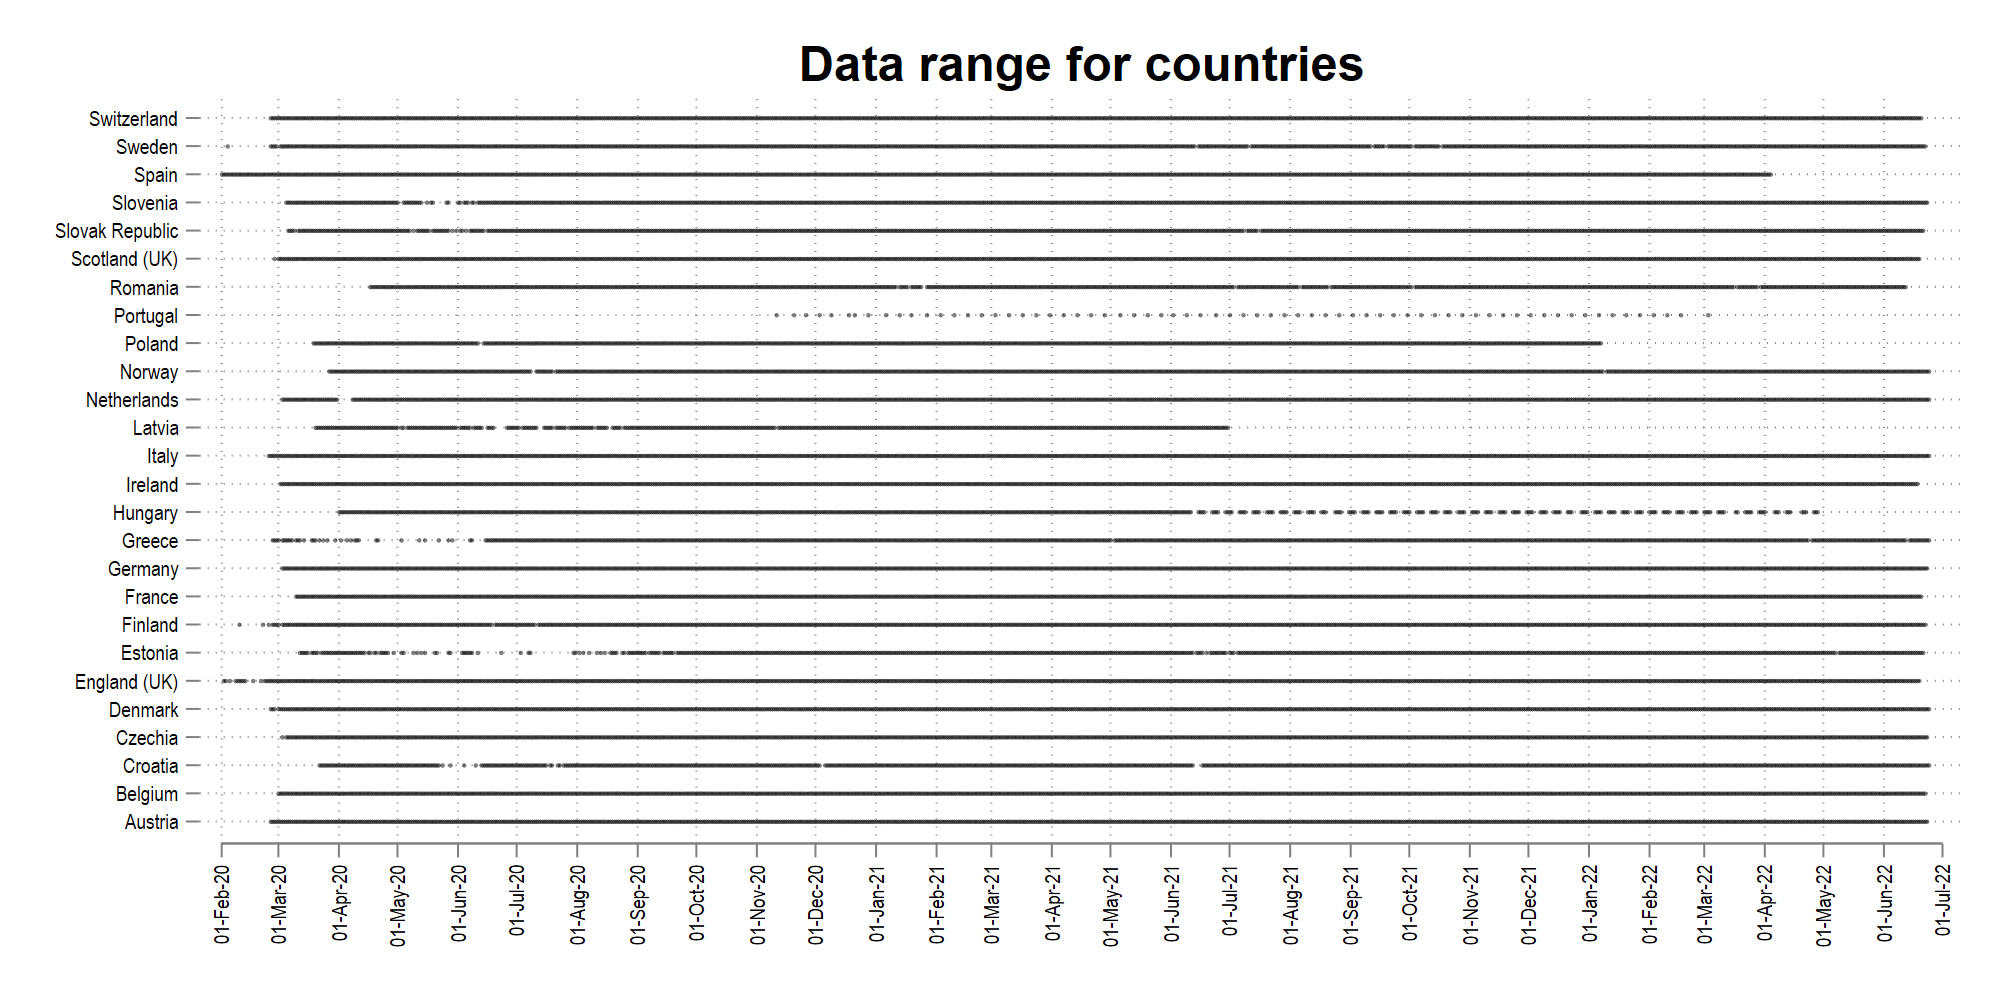 Data range for countries
Switzerland
Sweden
Spain
Slovenia
Slovak Republic
Scotland (UK)
Romania
Portugal
Poland
Norway
Netherlands
Latvia
Italy
Ireland
Hungary
Greece
Germany
France
Finland
Estonia
England (UK)
Denmark
Czechia
Croatia
Belgium
Austria
01-Feb-20
01-Mar-20
01-Apr-20
01-May-20
01-Jun-20
01-Jul-20
01-Aug-20
01-Sep-20
01-Oct-20
01-Nov-20
01-Dec-20
01-Jan-21
01-Feb-21
01-Mar-21
01-Apr-21
01-May-21
01-Jun-21
01-Jul-21
01-Aug-21
01-Sep-21
01-Oct-21
01-Nov-21
01-Dec-21
01-Jan-22
01-Feb-22
01-Mar-22
01-Apr-22
01-May-22
01-Jun-22
01-Jul-22